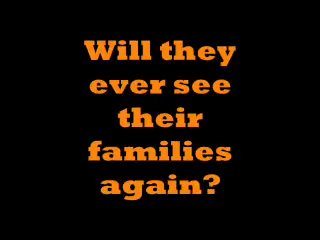 Will they
ever see
their
families
again?